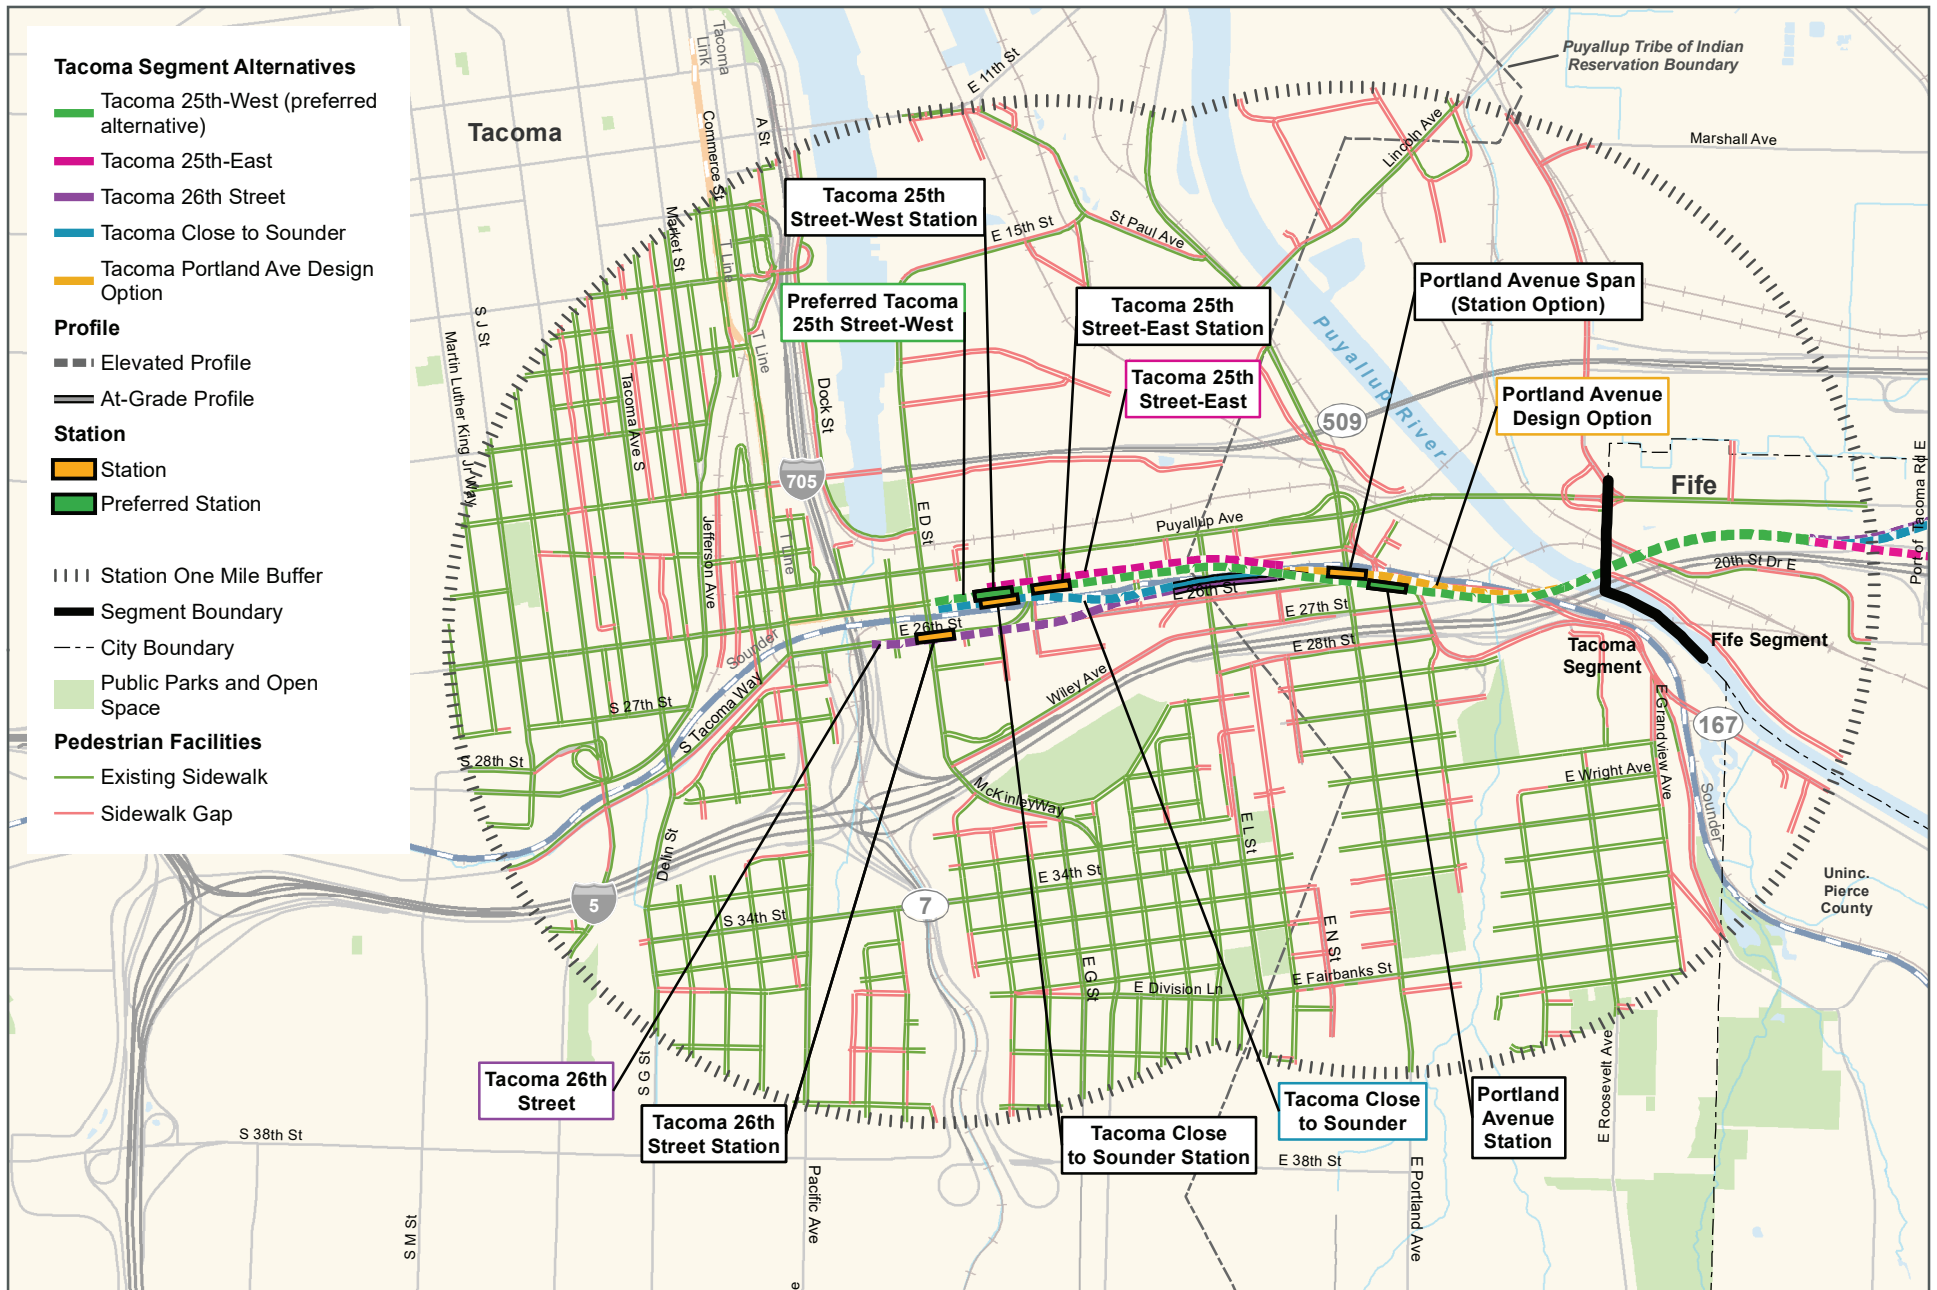 Tacoma Segment Alternatives
Tacoma 25th-West (preferred
alternative)
Tacoma 25th-East
Tacoma 26th Street
Tacoma Close to Sounder
Tacoma Portland Ave Design
Option
Profile
Elevated Profile
At-Grade Profile
Station
Station
Preferred Station
Station One Mile Buffer
Segment Boundary
City Boundary
Public Parks and Open
Space
Pedestrian Facilities
Existing Sidewalk
Sidewalk Gap
Tacoma
Tacoma
Link
Commerce St
A St
E 11th St
Puyallup Tribe of Indian
Reservation Boundary
Marshall Ave
Lincoln Ave
Tacoma 25th
Street-West Station
Market St
T Line
E 15th St
St Paul Ave
Preferred Tacoma
25th Street-West
Tacoma 25th
Street-East Station
Portland Avenue Span
(Station Option)
Puyallup River
S J St
Martin Luther King Jr Way
T Line
Tacoma Ave S
Dock St
Tacoma 25th
Street-East
Portland Avenue
Design Option
509
705
Fife
Port of Tacoma Rd E
E D St
Jefferson Ave
T Line
Puyallup Ave
20th St Dr E
E 26th St
E 26th St
E 27th St
E 28th St
Sounder
Tacoma
Segment
Fife Segment
Wiley Ave
S 27th St
S Tacoma Way
E Grandview Ave
167
S 28th St
McKinley Way
E Wright Ave
Sounder
E L St
Delin St
E 34th St
5
7
S 34th St
E N St
Uninc.
Pierce
County
E G St
E Division Ln
E Fairbanks St
S G St
E Roosevelt Ave
Tacoma 26th
Street
Tacoma 26th
Street Station
Tacoma Close
to Sounder Station
Tacoma Close
to Sounder
Portland
Avenue
Station
S 38th St
E 38th St
S M St
Pacific Ave
E Portland Ave
e